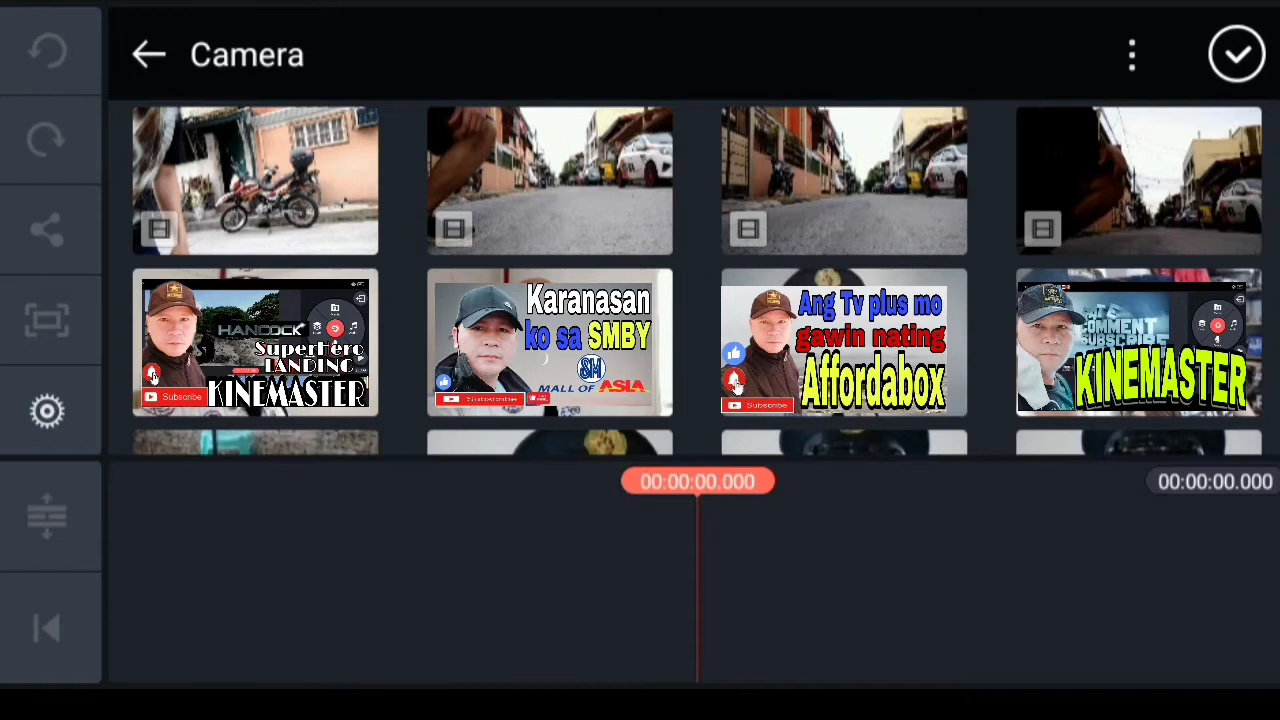 Camera
HANCOCK
Superhero
LANDING
Subscribe
KINEMASTER
Karanasan
ko sa SMBY
SM
MALL OF ASIA
Subscribe
Ang Tv plus mo
gawin nating
Affordabox
Subscribe
COMMENT
SUBSCRIBE
KINEMASTER
00:00:00.000
00:00:00.000